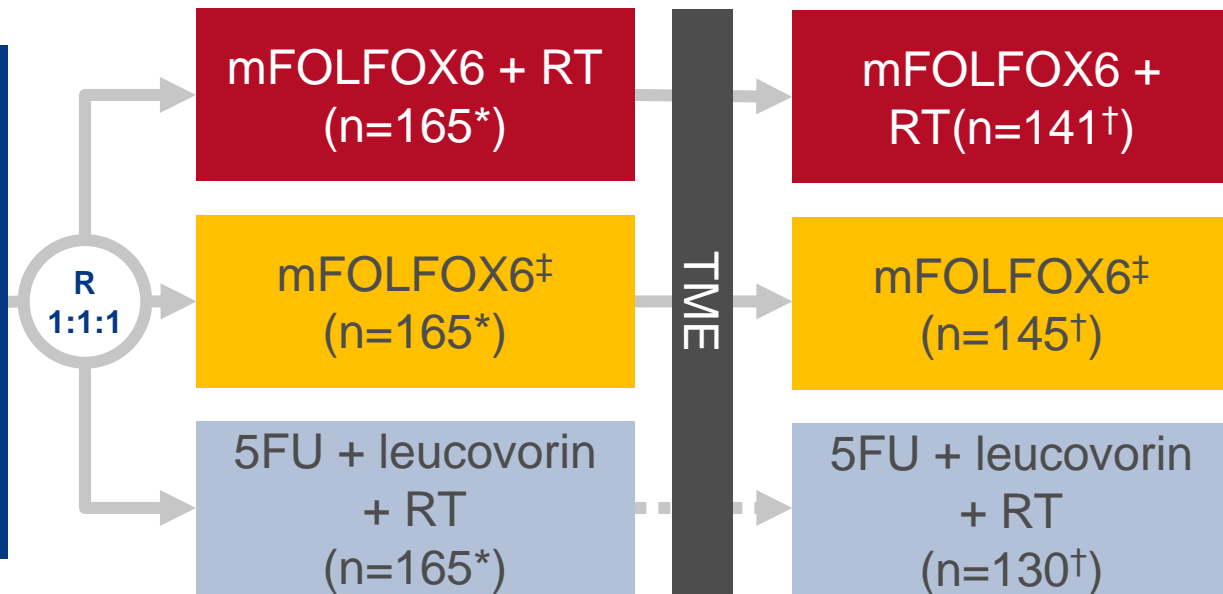 mFOLFOX6 + RT
(n=165*)
mFOLFOX6 +
RT(n=141†)
R
1:1:1
mFOLFOX6‡
(n=165*)
TME
mFOLFOX6‡
(n=145†)
5FU + leucovorin
+ RT
(n=165*)
5FU + leucovorin
+ RT
(n=130†)